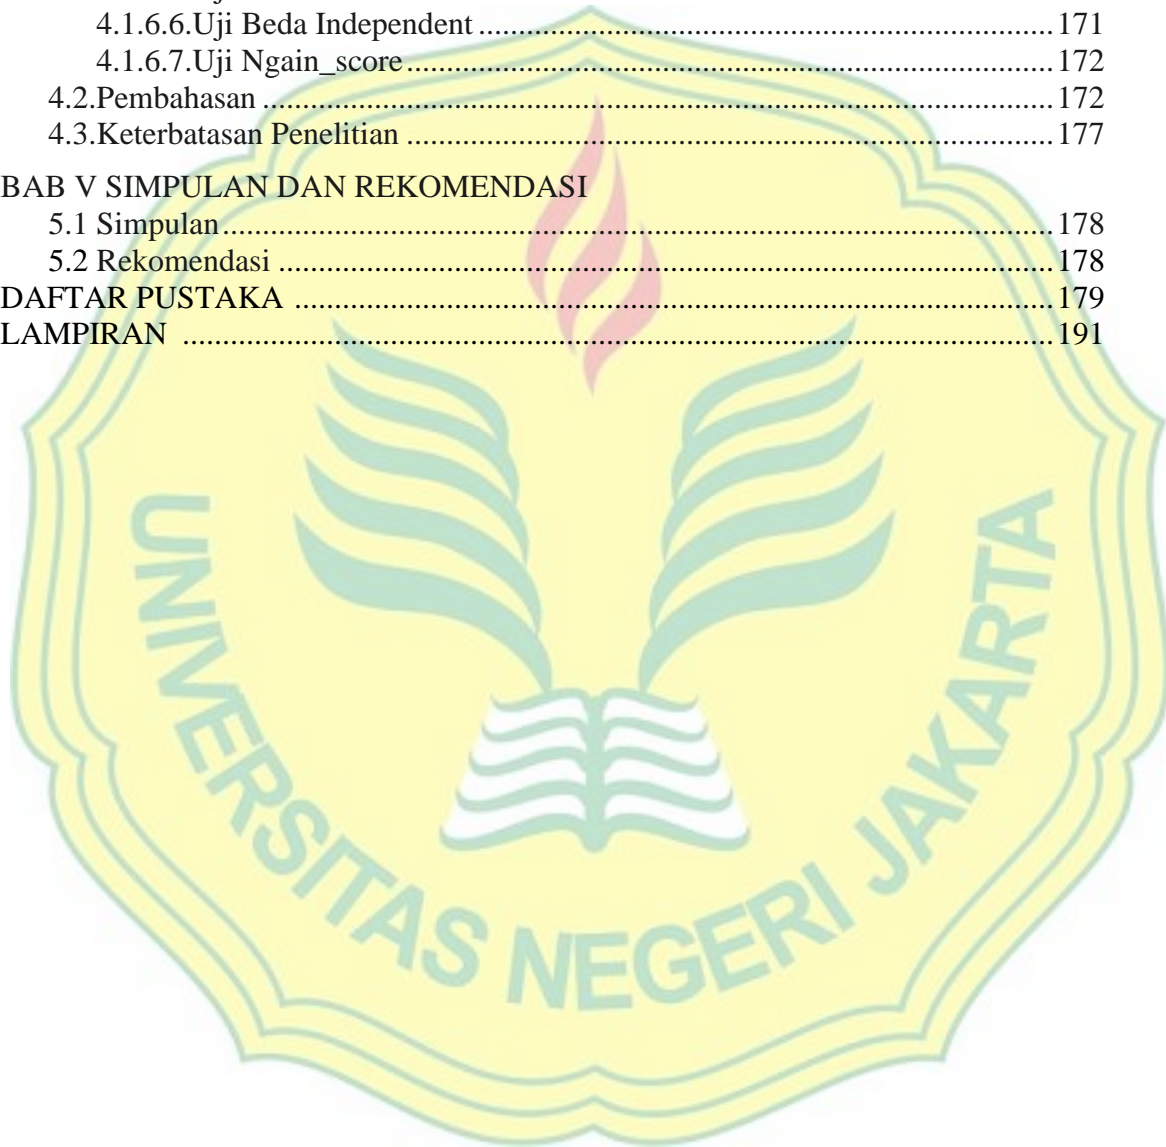 4.1.6.6.Uji Beda Independent ........................................................................ 171
4.1.6.7.Uji Ngain_score ................................................................................. 172
4.2.Pembahasan ................................................................................................... 172
4.3.Keterbatasan Penelitian ................................................................................. 177
BAB V SIMPULAN DAN REKOMENDASI
5.1 Simpulan ........................................................................................................ 178
5.2 Rekomendasi ................................................................................................. 178
DAFTAR PUSTAKA ............................................................................................... 179
LAMPIRAN ............................................................................................................. 191
UNIVERSITAS NEGERI JAKARTA